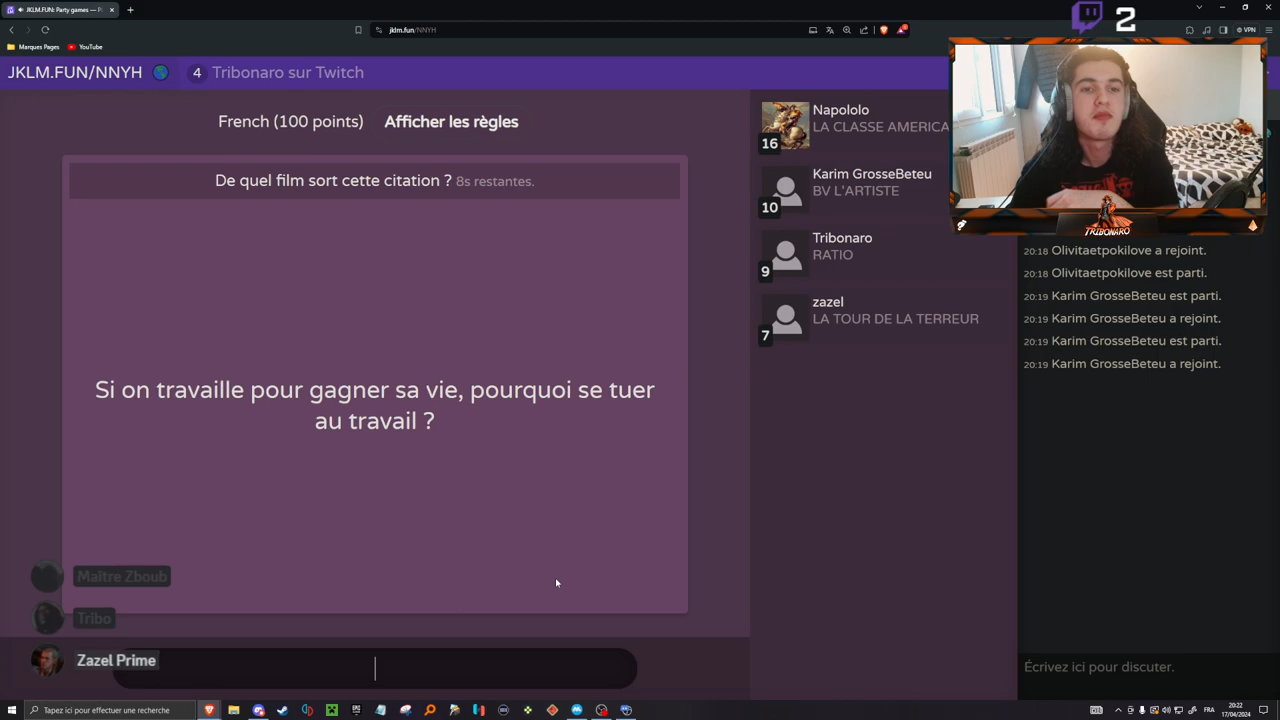 JKLM.FUN: Party games — P
jklm.fun/NNYH
VPN
Marques Pages
YouTube
2
JKLM.FUN/NNYH
4
Tribonaro sur Twitch
French (100 points)
Afficher les règles
De quel film sort cette citation ? 8s restantes.
Si on travaille pour gagner sa vie, pourquoi se tuer
au travail ?
Napololo
LA CLASSE AMERICA
16
Karim GrosseBeteu
BV L'ARTISTE
10
Tribonaro
RATIO
9
zazel
LA TOUR DE LA TERREUR
7
TRIBONARO
20:18 Olivitaetpokilove a rejoint.
20:18 Olivitaetpokilove est parti.
20:19 Karim GrosseBeteu est parti.
20:19 Karim GrosseBeteu a rejoint.
20:19 Karim GrosseBeteu est parti.
20:19 Karim GrosseBeteu a rejoint.
Maître Zboub
Tribo
Zazel Prime
Écrivez ici pour discuter.
Tapez ici pour effectuer une recherche
FRA
20:22
17/04/2024